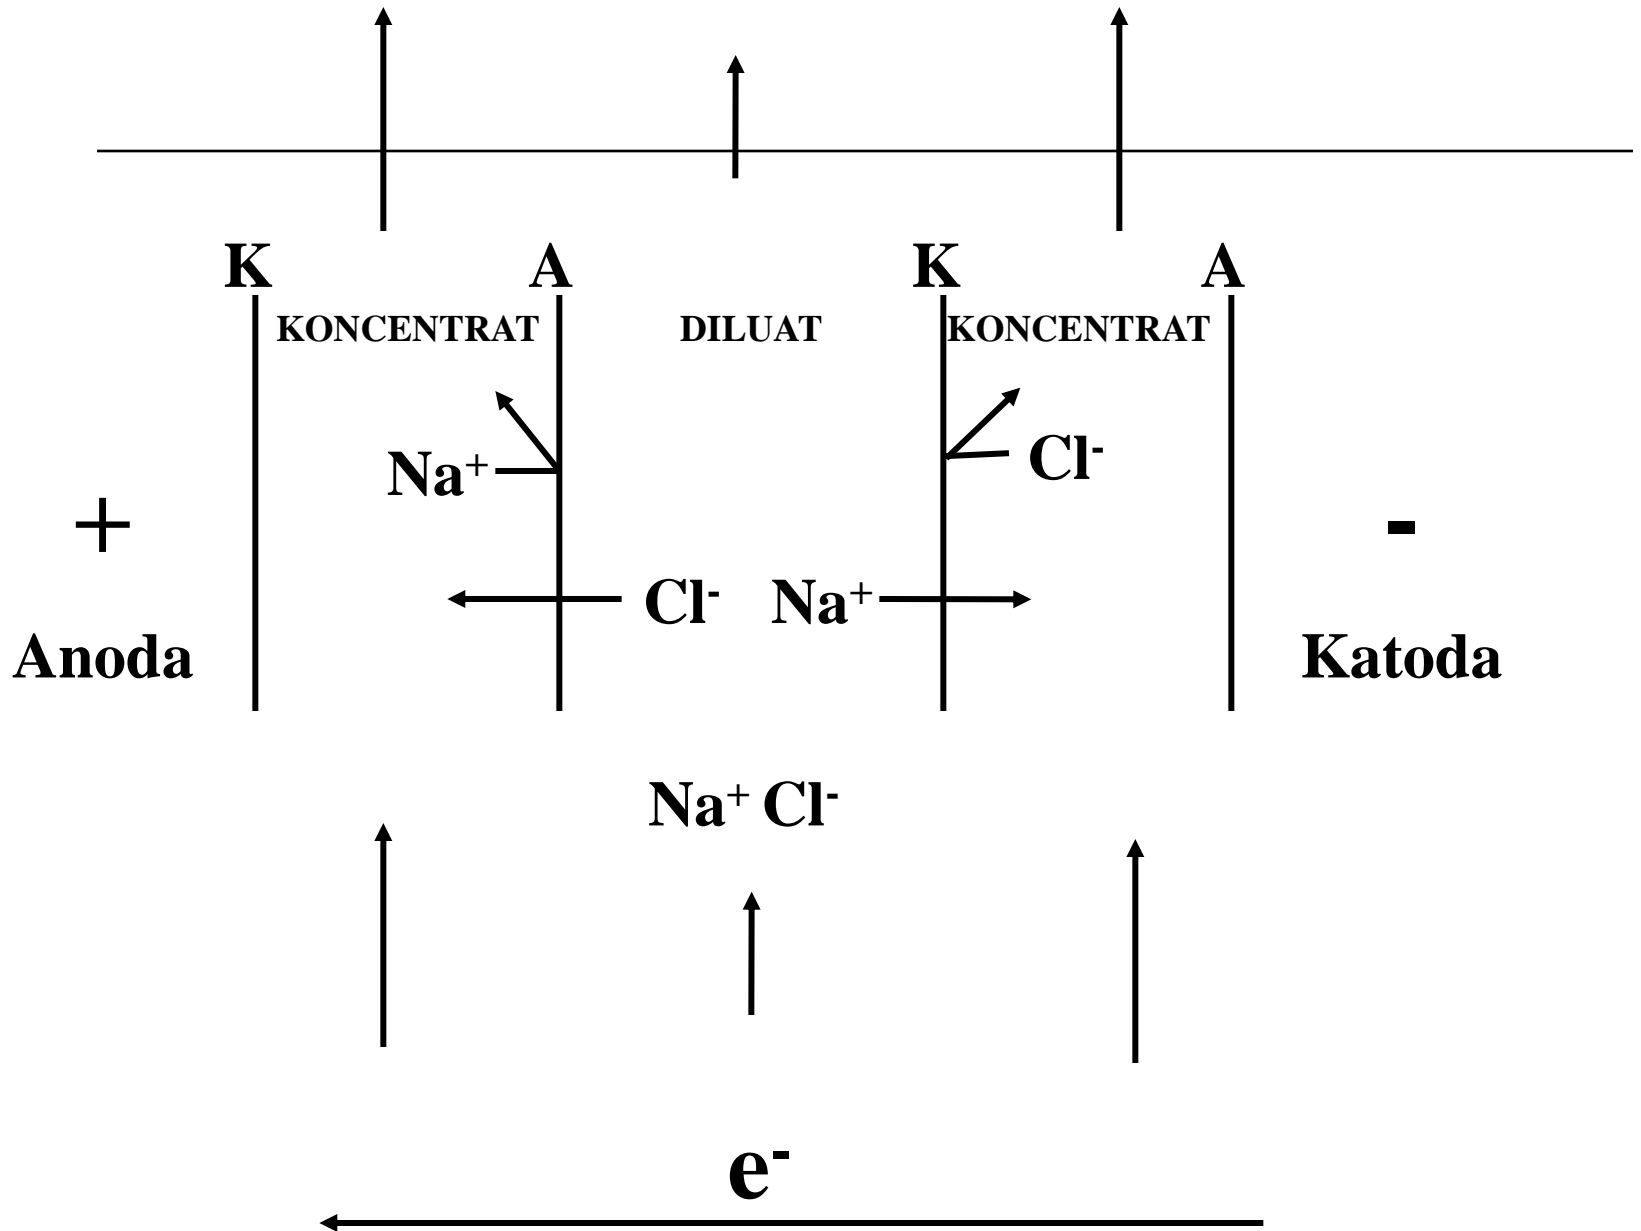 K A K A
KONCENTRAT DILUAT KONCENTRAT
Na⁺ Cl⁻
+ -
Cl⁻ Na⁺
Anoda Katoda
Na⁺ Cl⁻
e⁻